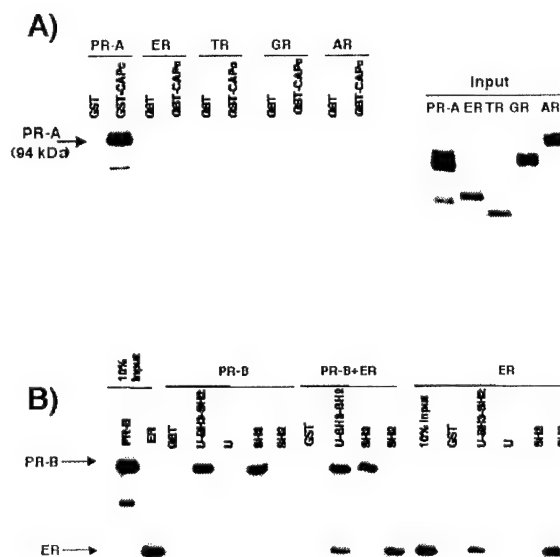 A)
PR-A ER TR GR AR
GST GST-CAPc GST GST-CAPc GST GST-CAPc GST GST-CAPc GST GST-CAPc
Input
PR-A ER TR GR AR
PR-A
(94 kDa)
B)
10% Input
PR-B PR-B+ER ER
PR-B ER GST U-SH3-SH2 U SH3 SH2 GST U-SH3-SH2 SH3 SH2 10% Input GST U-SH3-SH2 U SH3
PR-B
ER